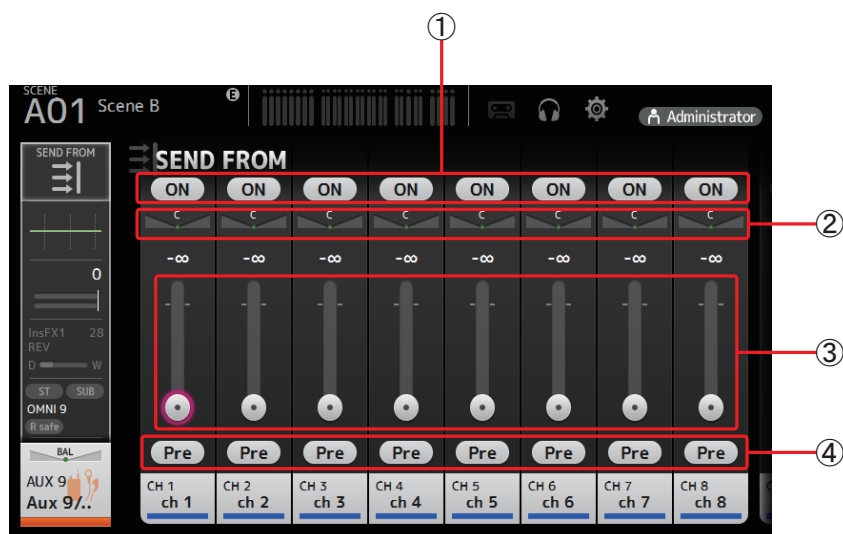 ①
SCENE
A01 Scene B
E
Administrator
SEND FROM
SEND FROM
ON ON ON ON ON ON ON ON
②
C C C C C C C C
-∞ -∞ -∞ -∞ -∞ -∞ -∞ -∞
0
③
InsFX1 28
REV
D W
ST SUB
OMNI 9
R safe
④
Pre Pre Pre Pre Pre Pre Pre Pre
BAL
AUX 9
Aux 9/..
CH 1 CH 2 CH 3 CH 4 CH 5 CH 6 CH 7 CH 8
ch 1 ch 2 ch 3 ch 4 ch 5 ch 6 ch 7 ch 8